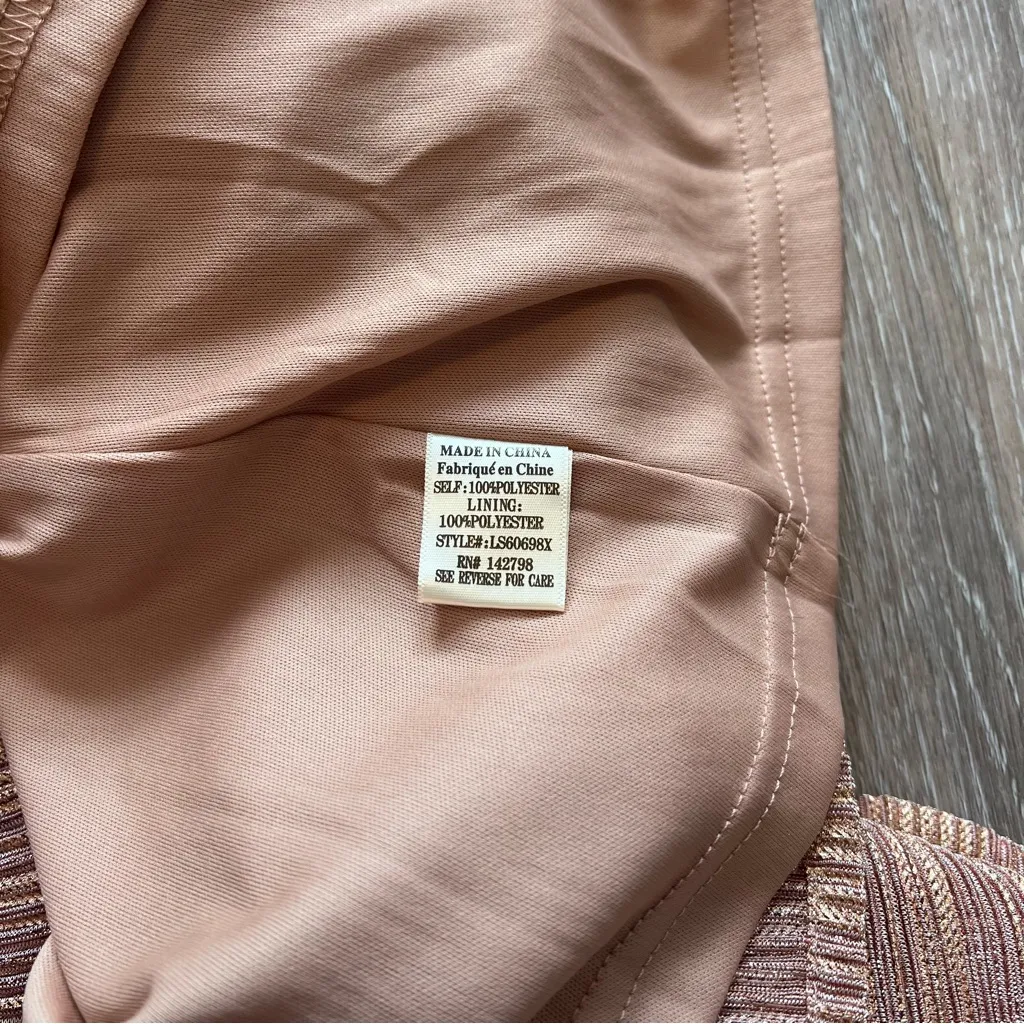 MADE IN CHINA
Fabriqué en Chine
SELF:100%POLYESTER
LINING:
100%POLYESTER
STYLE#:LS60698X
RN# 142798
SEE REVERSE FOR CARE